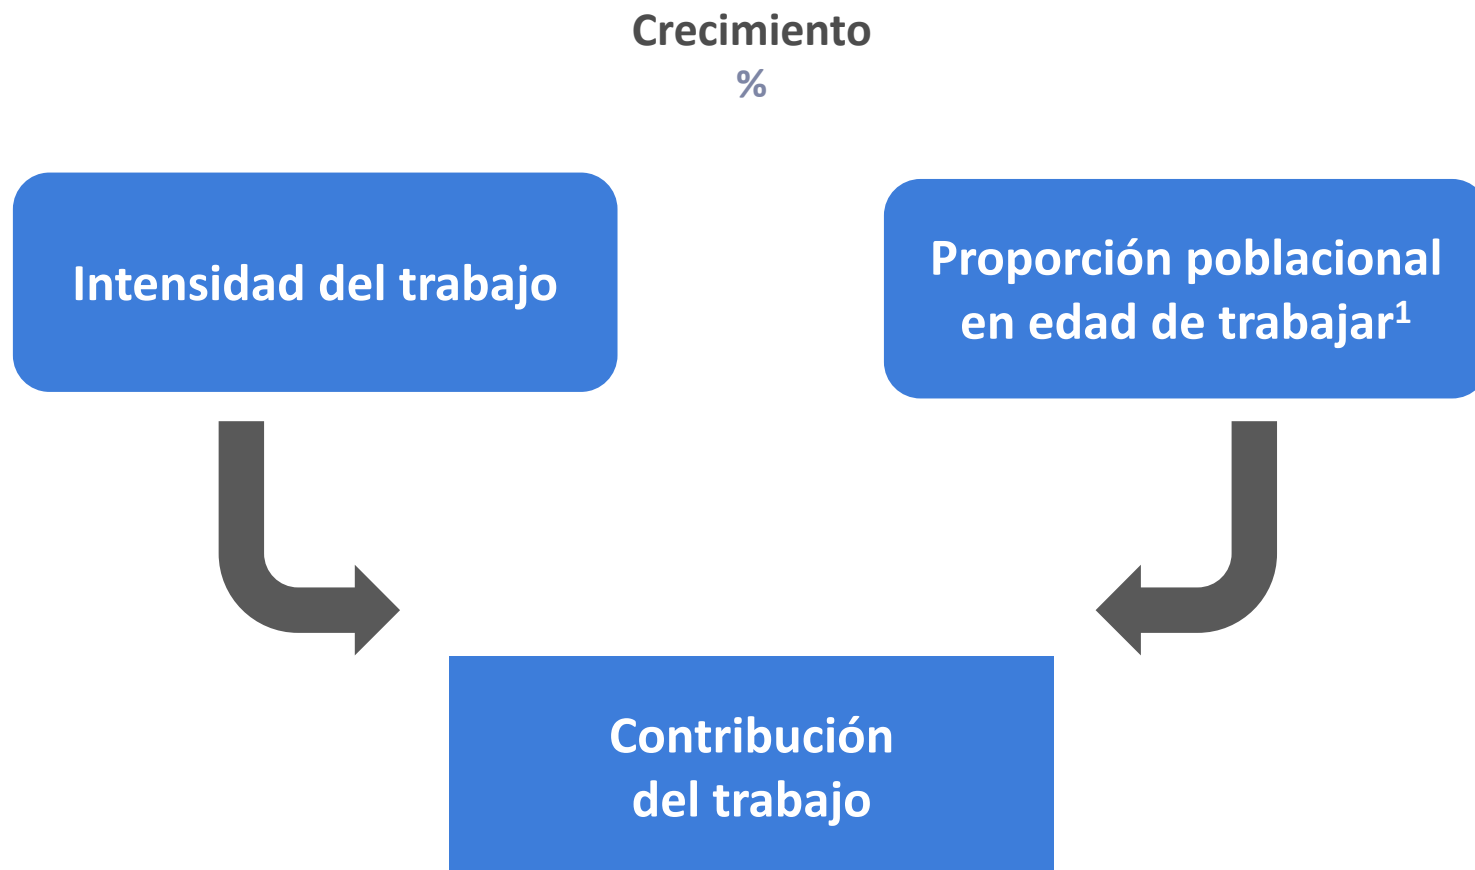 Crecimiento
%
Intensidad del trabajo
Proporción poblacional
en edad de trabajar¹
Contribución
del trabajo